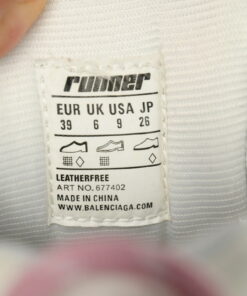 runner
EUR UK USA JP
39 6 9 26
LEATHERFREE
ART NO.677402
MADE IN CHINA
WWW.BALENCIAGA.COM